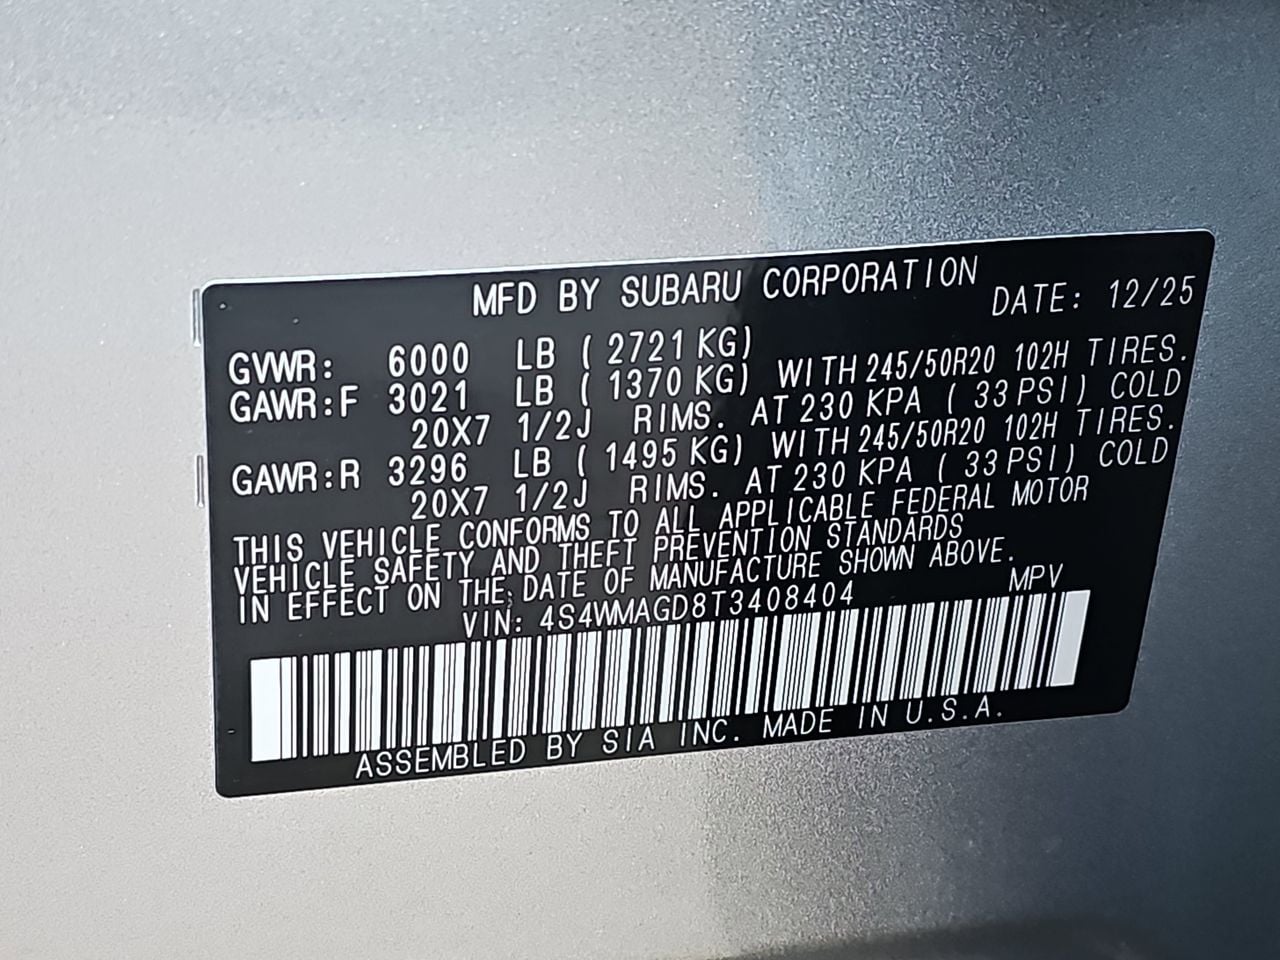 MFD BY SUBARU CORPORATION DATE: 12/25
GVWR: 6000 LB ( 2721 KG)
GAWR:F 3021 LB ( 1370 KG) WITH 245/50R20 102H TIRES.
20X7 1/2J RIMS. AT 230 KPA ( 33 PSI) COLD
GAWR:R 3296 LB ( 1495 KG) WITH 245/50R20 102H TIRES.
20X7 1/2J RIMS. AT 230 KPA ( 33 PSI) COLD
THIS VEHICLE CONFORMS TO ALL APPLICABLE FEDERAL MOTOR
VEHICLE SAFETY AND THEFT PREVENTION STANDARDS
IN EFFECT ON THE DATE OF MANUFACTURE SHOWN ABOVE.
VIN: 4S4WMAGD8T3408404 MPV
ASSEMBLED BY SIA INC. MADE IN U.S.A.